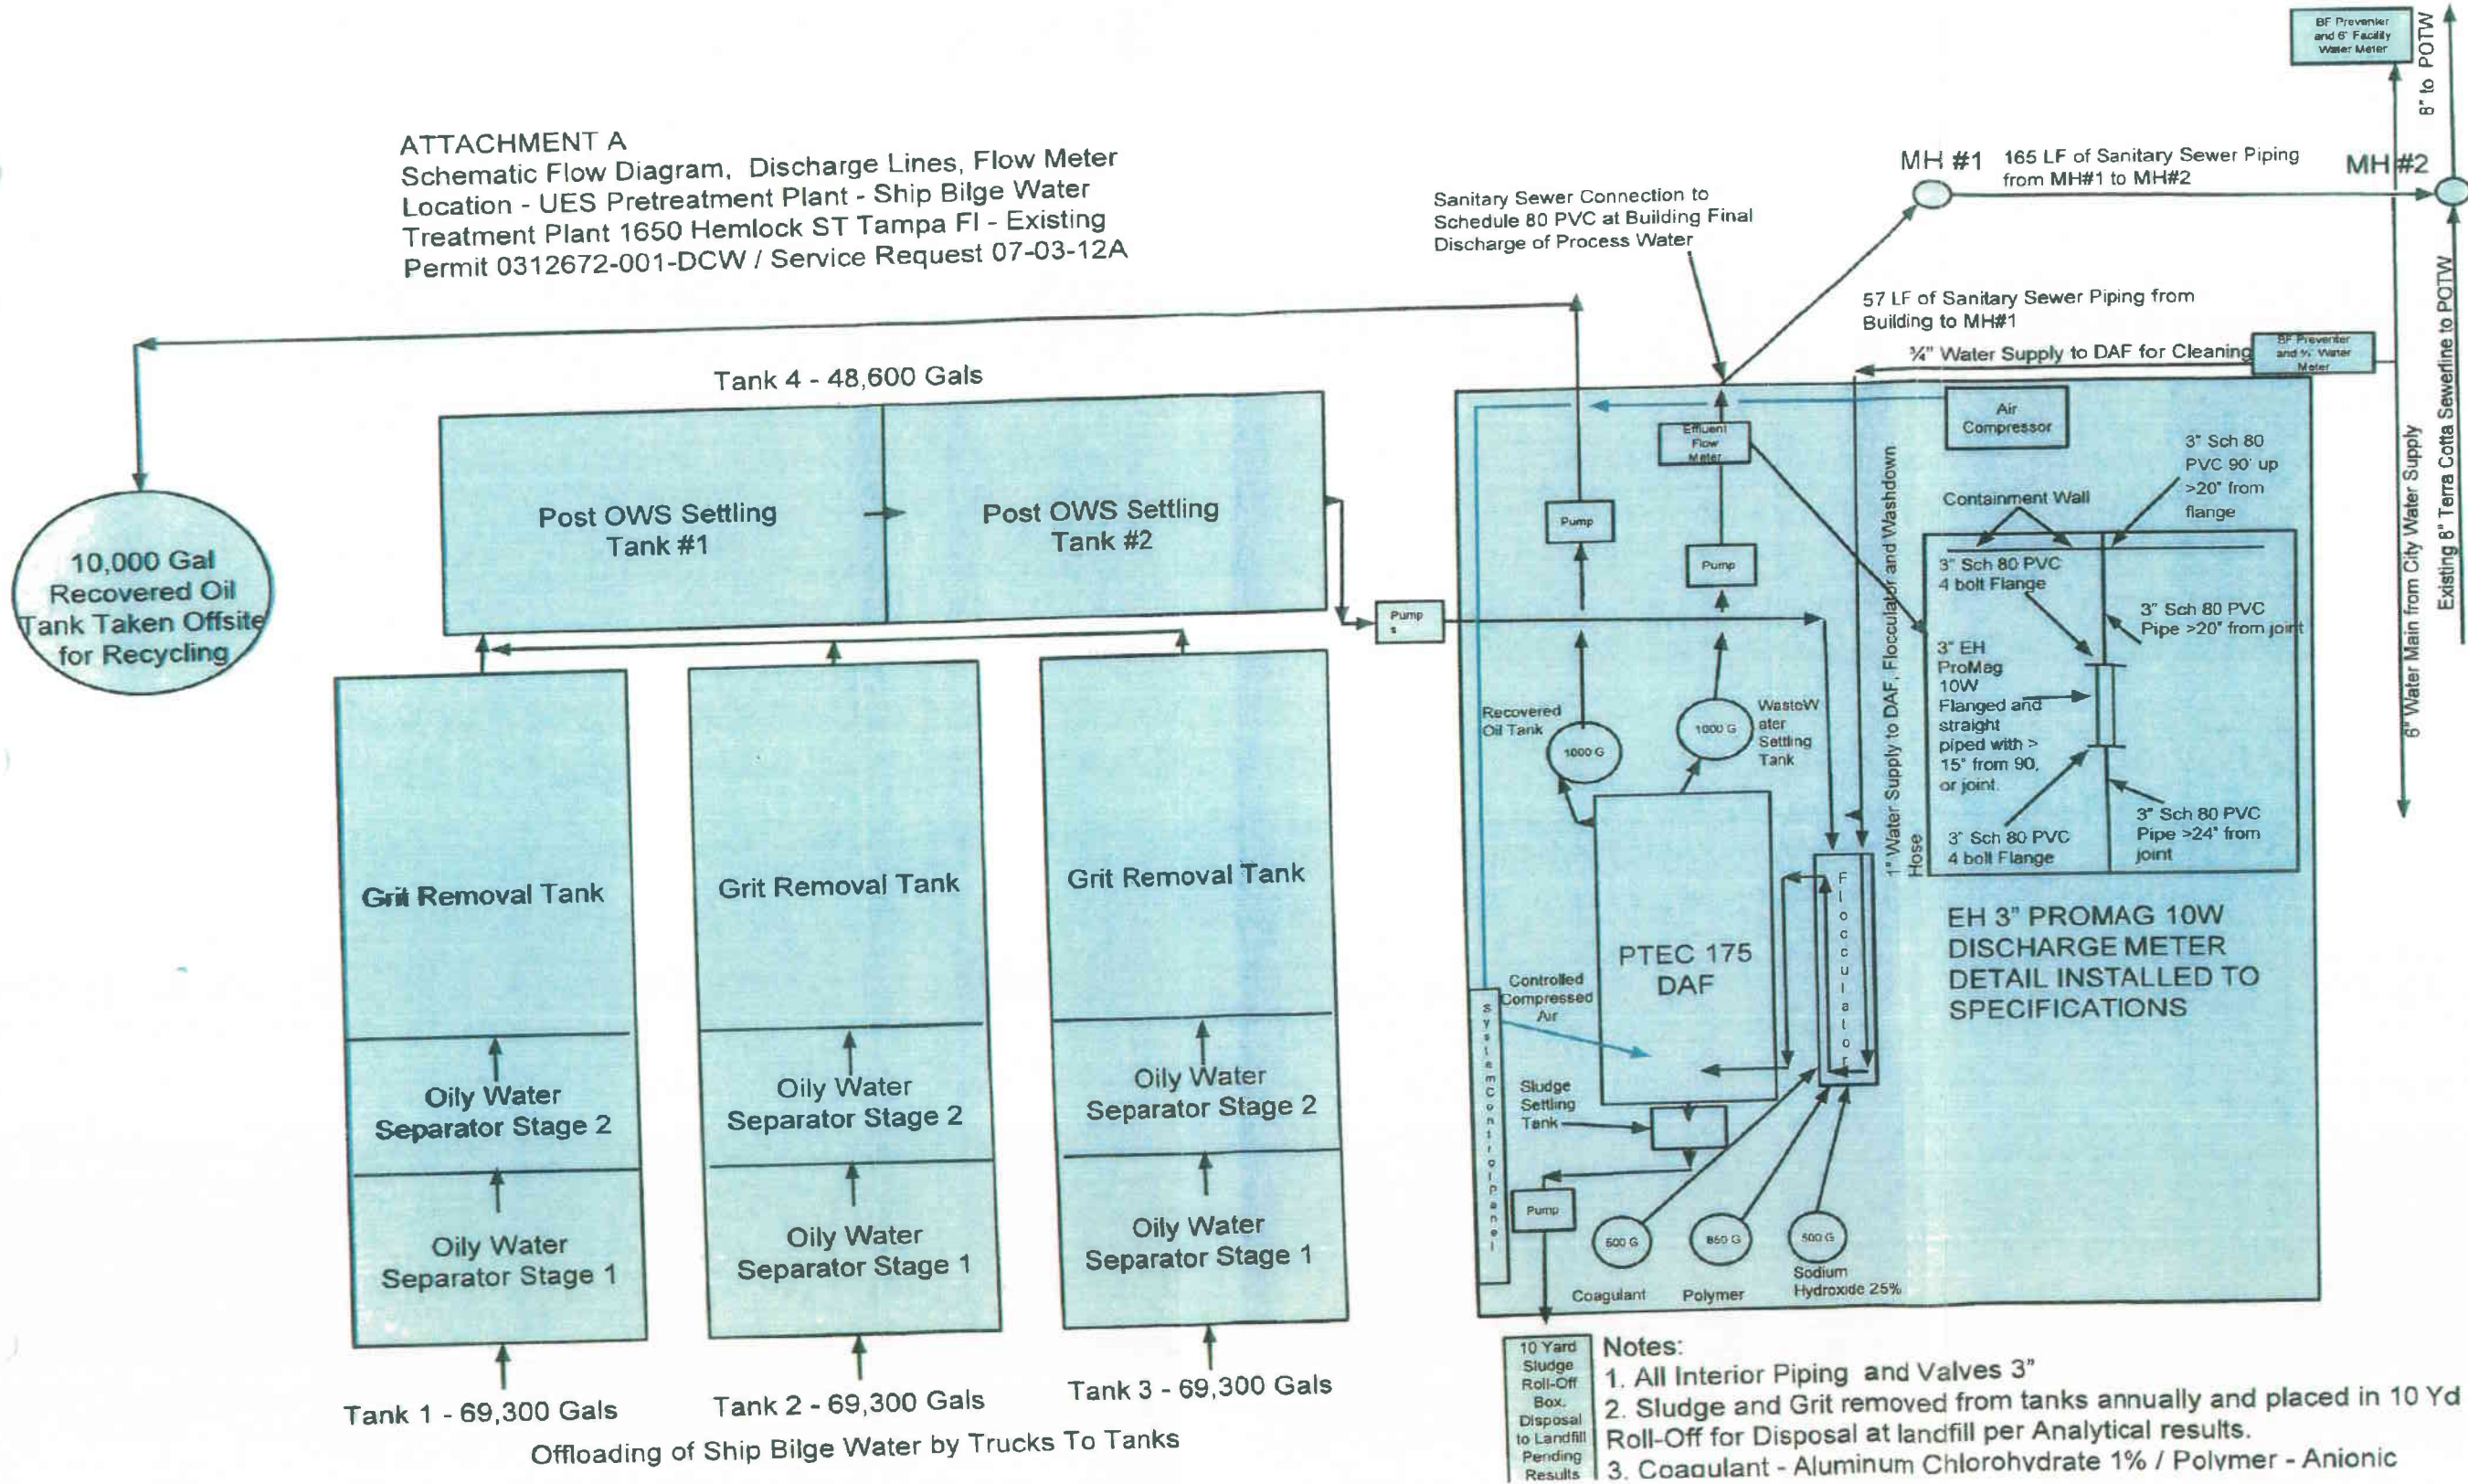 BF Preventer
and 6" Facility
Water Meter
8" to POTW
ATTACHMENT A
Schematic Flow Diagram, Discharge Lines, Flow Meter
Location - UES Pretreatment Plant - Ship Bilge Water
Treatment Plant 1650 Hemlock ST Tampa Fl - Existing
Permit 0312672-001-DCW / Service Request 07-03-12A
MH #1
165 LF of Sanitary Sewer Piping
from MH#1 to MH#2
MH #2
Sanitary Sewer Connection to
Schedule 80 PVC at Building Final
Discharge of Process Water
57 LF of Sanitary Sewer Piping from
Building to MH#1
¾" Water Supply to DAF for Cleaning
BF Preventer
and ¾" Water
Meter
Existing 8" Terra Cotta Sewerline to POTW
6" Water Main from City Water Supply
Tank 4 - 48,600 Gals
Post OWS Settling
Tank #1
Post OWS Settling
Tank #2
10,000 Gal
Recovered Oil
Tank Taken Offsite
for Recycling
Pump
s
Pump
Effluent
Flow
Meter
Pump
Air
Compressor
1" Water Supply to DAF, Flocculator and Washdown
Hose
Containment Wall
3" Sch 80
PVC 90' up
>20" from
flange
3" Sch 80 PVC
4 bolt Flange
3" Sch 80 PVC
Pipe >20" from joint
3" EH
ProMag
10W
Flanged and
straight
piped with >
15" from 90,
or joint.
3" Sch 80 PVC
4 bolt Flange
3" Sch 80 PVC
Pipe >24" from
joint
EH 3" PROMAG 10W
DISCHARGE METER
DETAIL INSTALLED TO
SPECIFICATIONS
Recovered
Oil Tank
1000 G
1000 G
WasteW
ater
Settling
Tank
PTEC 175
DAF
Flocculator
Controlled
Compressed
Air
System Control Panel
Sludge
Settling
Tank
Pump
600 G
850 G
500 G
Coagulant
Polymer
Sodium
Hydroxide 25%
Grit Removal Tank
Grit Removal Tank
Grit Removal Tank
Oily Water
Separator Stage 2
Oily Water
Separator Stage 2
Oily Water
Separator Stage 2
Oily Water
Separator Stage 1
Oily Water
Separator Stage 1
Oily Water
Separator Stage 1
Tank 1 - 69,300 Gals
Tank 2 - 69,300 Gals
Tank 3 - 69,300 Gals
Offloading of Ship Bilge Water by Trucks To Tanks
10 Yard
Sludge
Roll-Off
Box.
Disposal
to Landfill
Pending
Results
Notes:
1. All Interior Piping and Valves 3"
2. Sludge and Grit removed from tanks annually and placed in 10 Yd
Roll-Off for Disposal at landfill per Analytical results.
3. Coagulant - Aluminum Chlorohydrate 1% / Polymer - Anionic